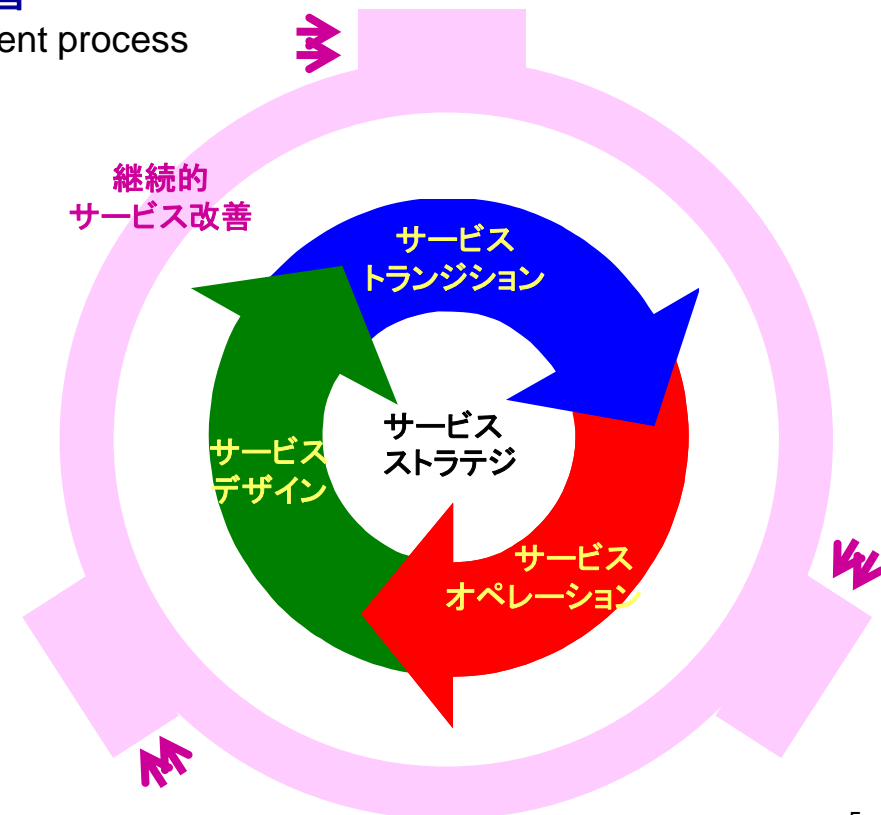 ent process
継続的
サービス改善
サービス
トランジション
サービス
ストラテジ
サービス
デザイン
サービス
オペレーション
5